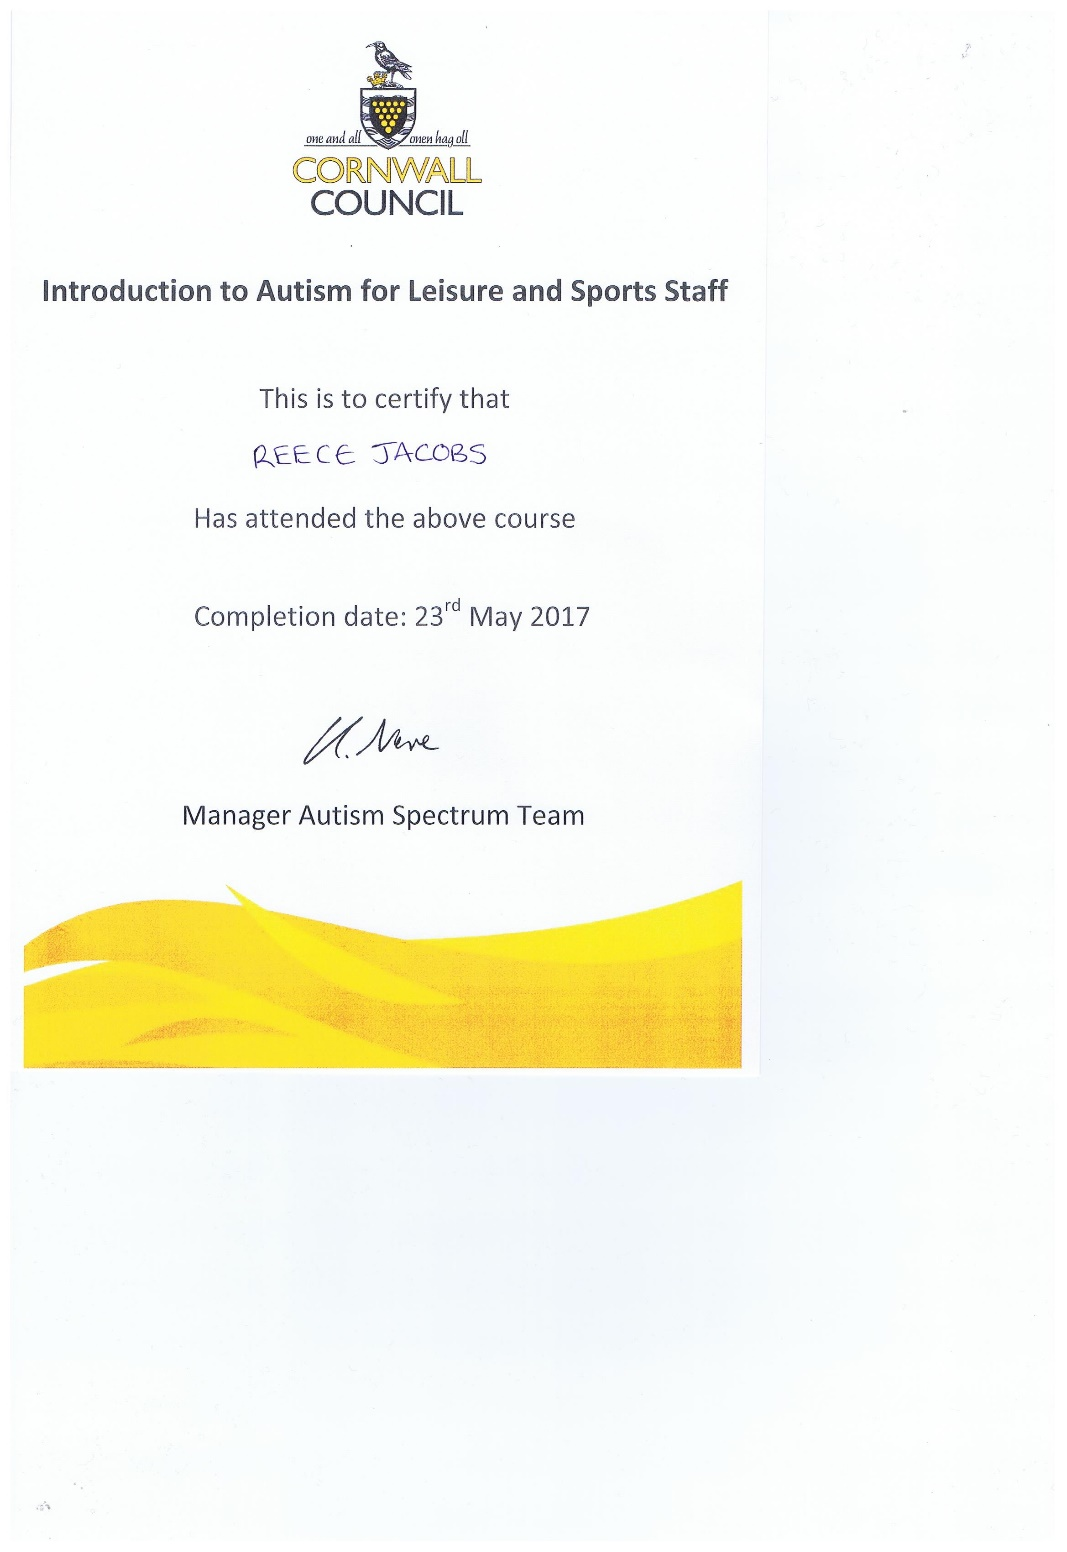 one and all onen hag oll
CORNWALL
COUNCIL
Introduction to Autism for Leisure and Sports Staff
This is to certify that
REECE JACOBS
Has attended the above course
Completion date: 23rd May 2017
Manager Autism Spectrum Team